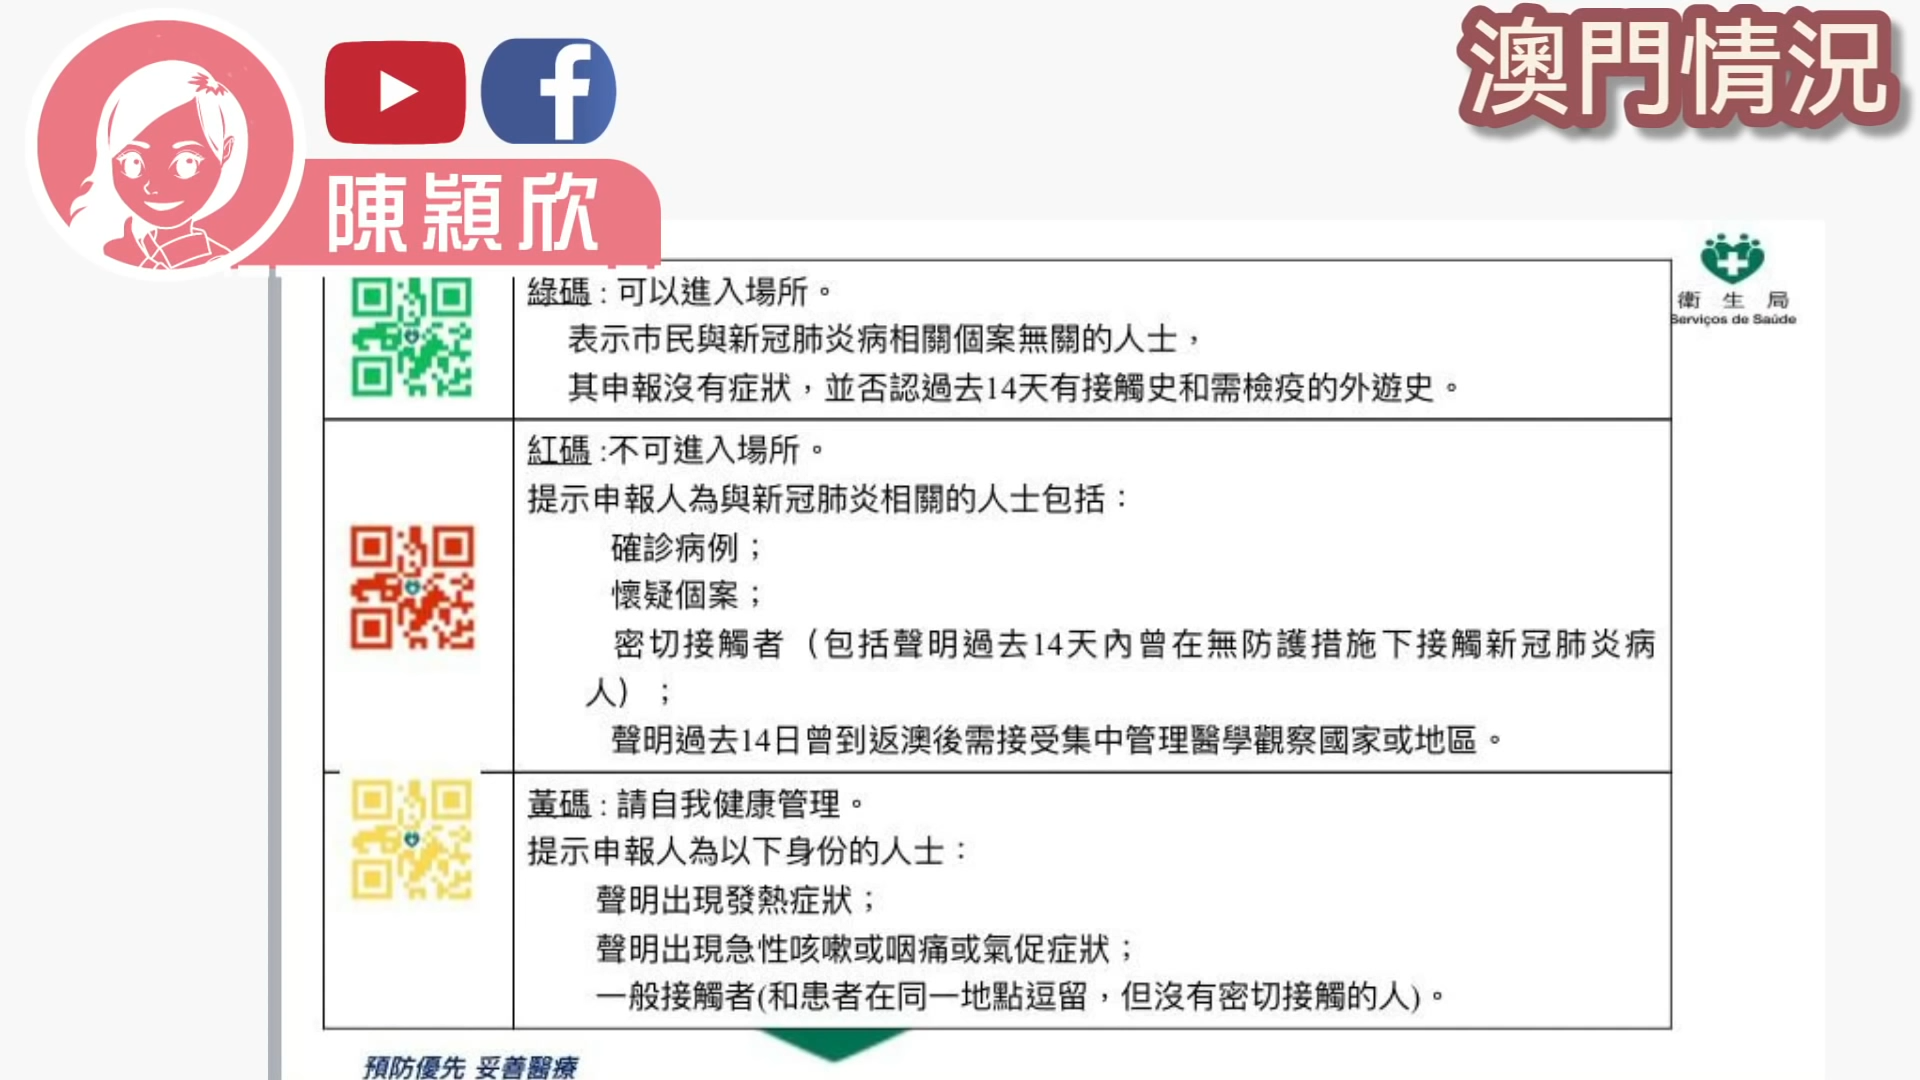 澳門情況
陳穎欣
衛生局
Serviços de Saúde
綠碼：可以進入場所。
表示市民與新冠肺炎病相關個案無關的人士，
其申報沒有症狀，並否認過去14天有接觸史和需檢疫的外遊史。
紅碼:不可進入場所。
提示申報人為與新冠肺炎相關的人士包括：
確診病例；
懷疑個案；
密切接觸者（包括聲明過去14天內曾在無防護措施下接觸新冠肺炎病
人）；
聲明過去14日曾到返澳後需接受集中管理醫學觀察國家或地區。
黃碼：請自我健康管理。
提示申報人為以下身份的人士：
聲明出現發熱症狀；
聲明出現急性咳嗽或咽痛或氣促症狀；
一般接觸者(和患者在同一地點逗留，但沒有密切接觸的人)。
預防優先 妥善醫療